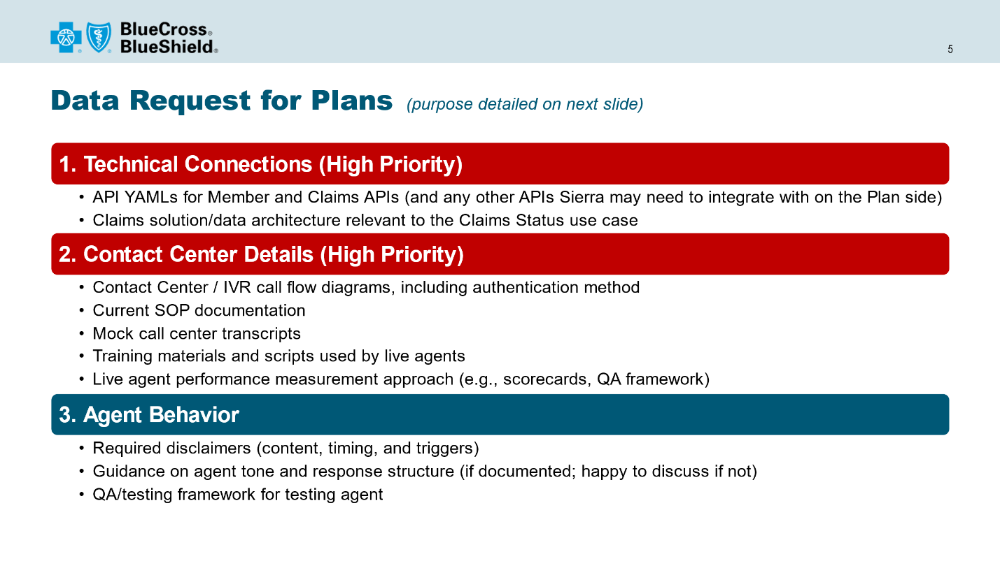 BlueCross®
BlueShield®
5
Data Request for Plans (purpose detailed on next slide)
1. Technical Connections (High Priority)
• API YAMLs for Member and Claims APIs (and any other APIs Sierra may need to integrate with on the Plan side)
• Claims solution/data architecture relevant to the Claims Status use case
2. Contact Center Details (High Priority)
• Contact Center / IVR call flow diagrams, including authentication method
• Current SOP documentation
• Mock call center transcripts
• Training materials and scripts used by live agents
• Live agent performance measurement approach (e.g., scorecards, QA framework)
3. Agent Behavior
• Required disclaimers (content, timing, and triggers)
• Guidance on agent tone and response structure (if documented; happy to discuss if not)
• QA/testing framework for testing agent